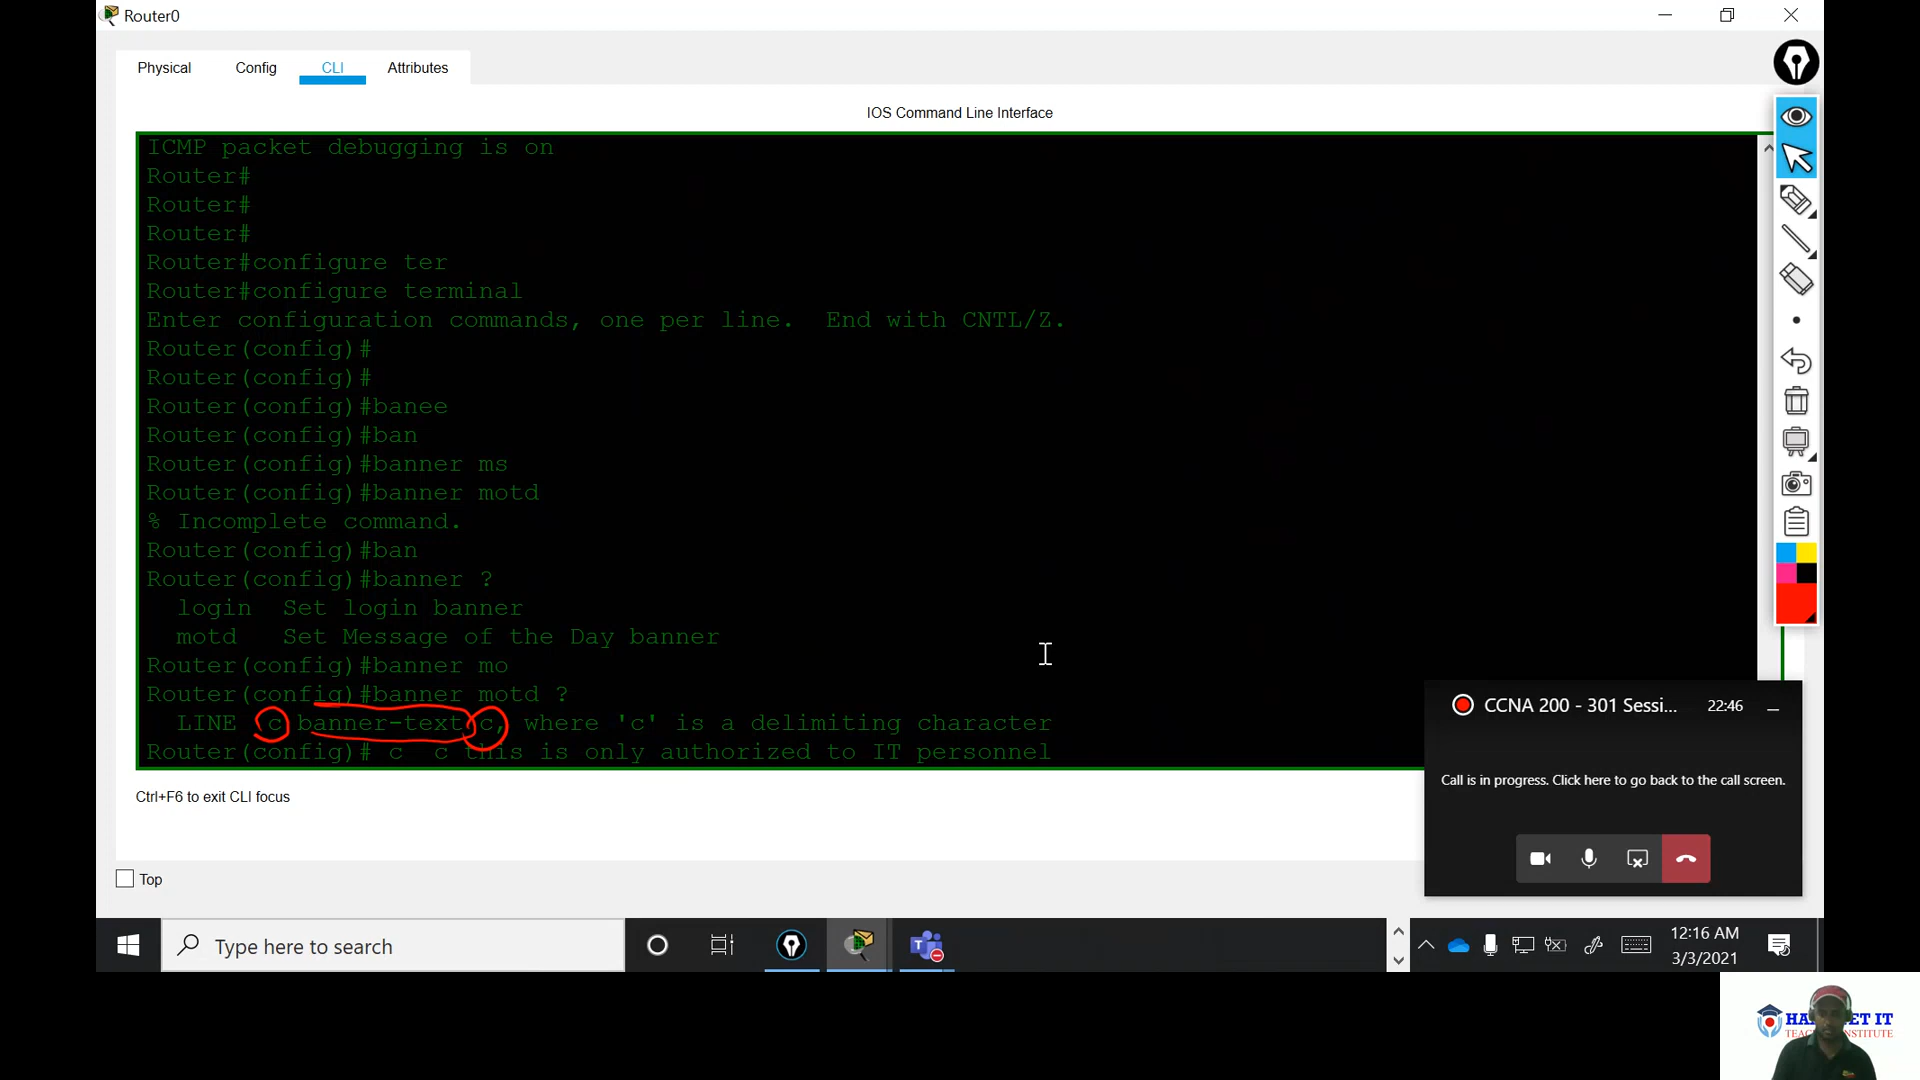 Router0
Physical Config CLI Attributes
IOS Command Line Interface
ICMP packet debugging is on
Router#
Router#
Router#
Router#configure ter
Router#configure terminal
Enter configuration commands, one per line. End with CNTL/Z.
Router(config)#
Router(config)#
Router(config)#banee
Router(config)#ban
Router(config)#banner ms
Router(config)#banner motd
% Incomplete command.
Router(config)#ban
Router(config)#banner ?
login Set login banner
motd Set Message of the Day banner
Router(config)#banner mo
Router(config)#banner motd ?
LINE c banner-text c, where 'c' is a delimiting character
Router(config)# c c this is only authorized to IT personnel
Ctrl+F6 to exit CLI focus
Top
CCNA 200 - 301 Sessi... 22:46
Call is in progress. Click here to go back to the call screen.
Type here to search
12:16 AM
3/3/2021